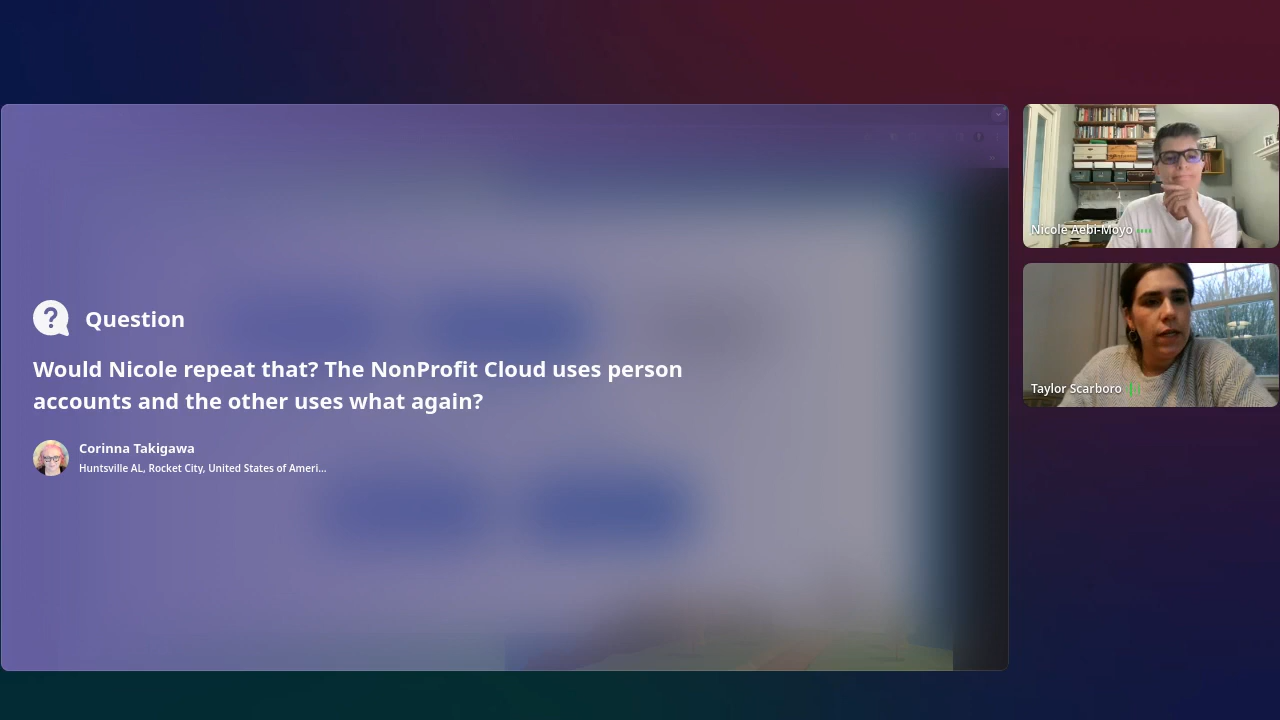 Question
Would Nicole repeat that? The NonProfit Cloud uses person
accounts and the other uses what again?
Corinna Takigawa
Huntsville AL, Rocket City, United States of Ameri...
Nicole Aebi-Moyo
Taylor Scarboro